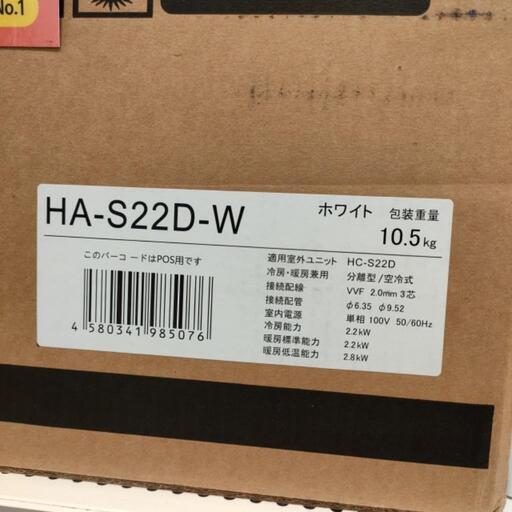 No.1
HA-S22D-W
ホワイト 包装重量
10.5kg
このバーコードはPOS用です
4 580341 985076
適用室外ユニット HC-S22D
冷房・暖房兼用 分離型/空冷式
接続配線 VVF 2.0mm 3芯
接続配管 φ6.35 φ9.52
室内電源 単相 100V 50/60Hz
冷房能力 2.2kW
暖房標準能力 2.2kW
暖房低温能力 2.8kW